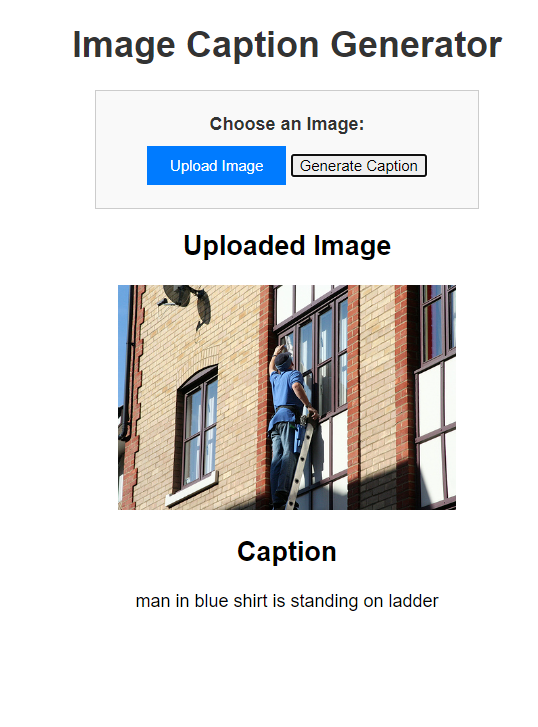 Image Caption Generator
Choose an Image:
Upload Image Generate Caption
Uploaded Image
Caption
man in blue shirt is standing on ladder